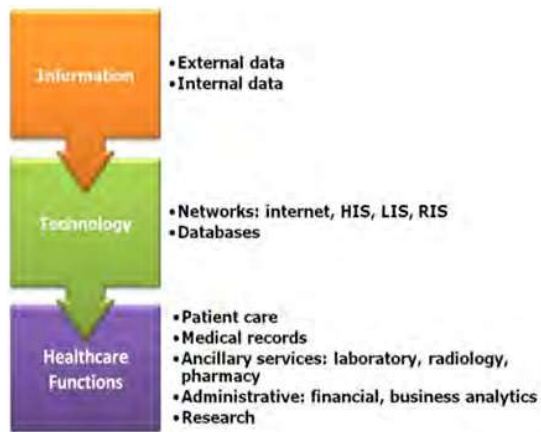 Information
•External data
•Internal data
Technology
•Networks: internet, HIS, LIS, RIS
•Databases
Healthcare
Functions
•Patient care
•Medical records
•Ancillary services: laboratory, radiology,
pharmacy
•Administrative: financial, business analytics
•Research